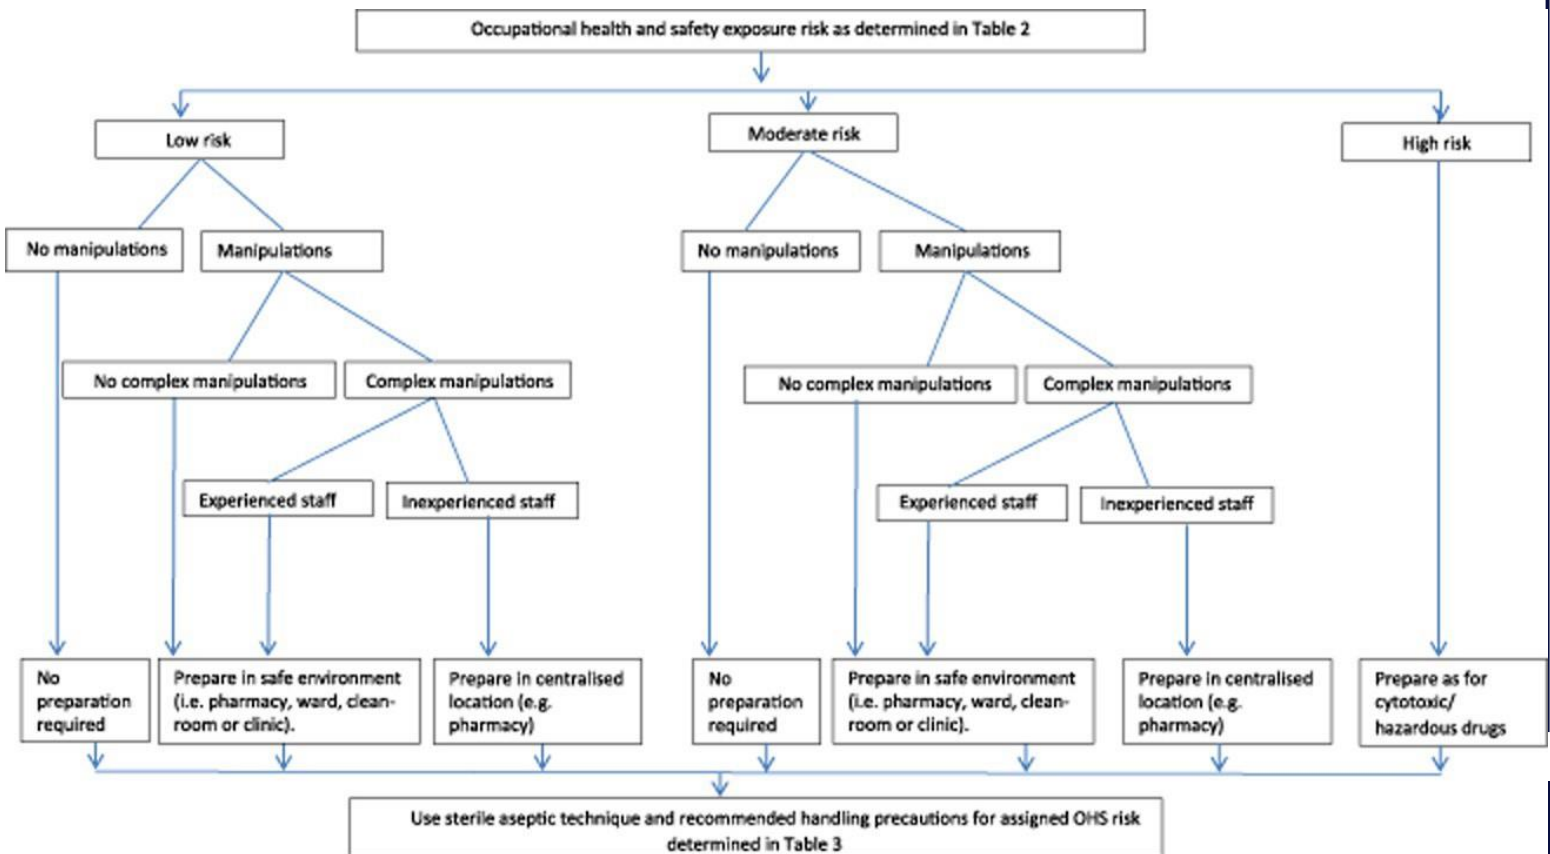 Occupational health and safety exposure risk as determined in Table 2
Low risk
Moderate risk
High risk
No manipulations
Manipulations
No manipulations
Manipulations
No complex manipulations
Complex manipulations
No complex manipulations
Complex manipulations
Experienced staff
Inexperienced staff
Experienced staff
Inexperienced staff
No
preparation
required
Prepare in safe environment
(i.e. pharmacy, ward, clean-
room or clinic).
Prepare in centralised
location (e.g.
pharmacy)
No
preparation
required
Prepare in safe environment
(i.e. pharmacy, ward, clean-
room or clinic).
Prepare in centralised
location (e.g.
pharmacy)
Prepare as for
cytotoxic/
hazardous drugs
Use sterile aseptic technique and recommended handling precautions for assigned OHS risk
determined in Table 3